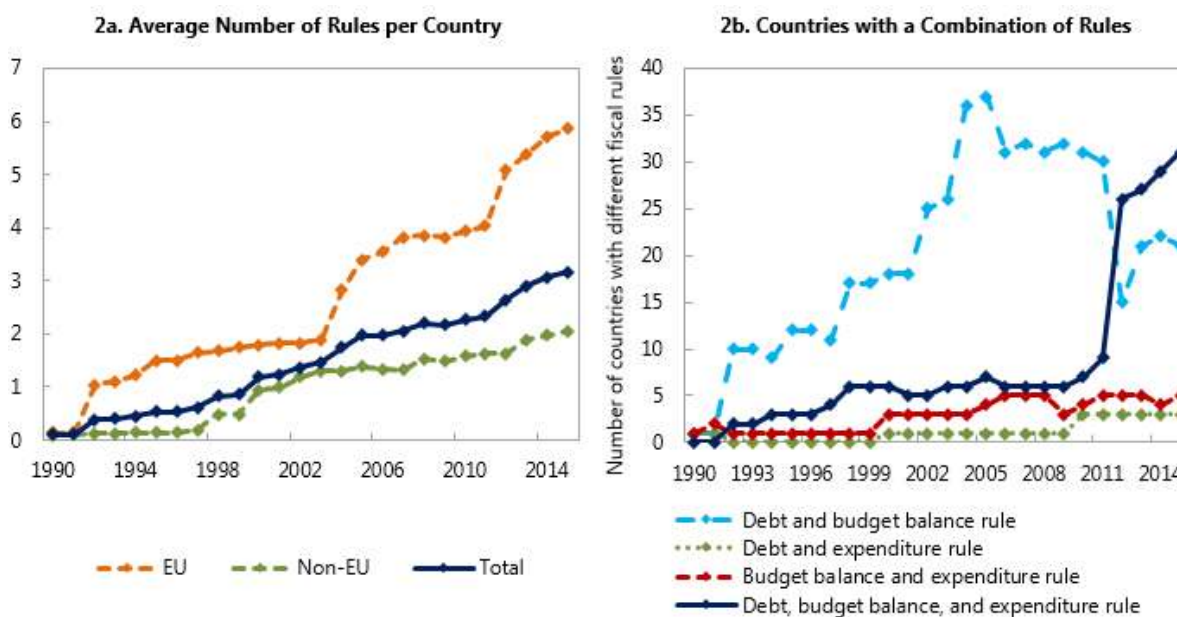 2a. Average Number of Rules per Country
7
6
5
4
3
2
1
0
1990 1994 1998 2002 2006 2010 2014
EU Non-EU Total
2b. Countries with a Combination of Rules
Number of countries with different fiscal rules
40
35
30
25
20
15
10
5
0
1990 1993 1996 1999 2002 2005 2008 2011 2014
Debt and budget balance rule
Debt and expenditure rule
Budget balance and expenditure rule
Debt, budget balance, and expenditure rule